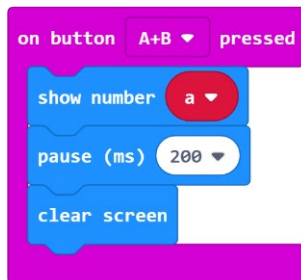 on button A+B pressed
show number a
pause (ms) 200
clear screen